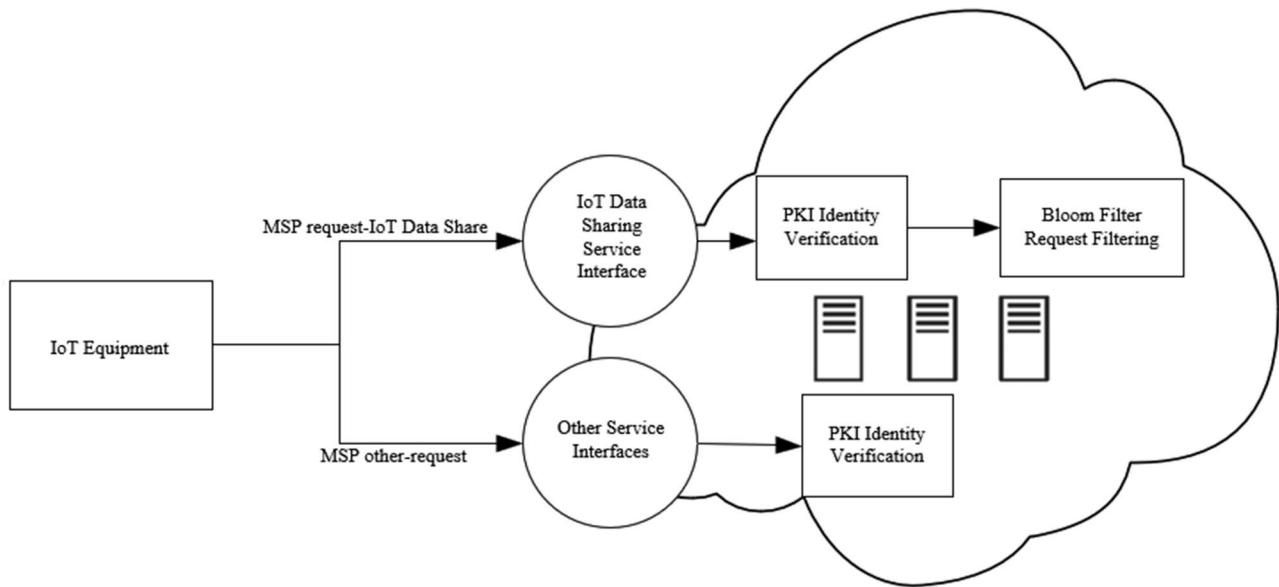 MSP request-IoT Data Share
IoT Data
Sharing
Service
Interface
PKI Identity
Verification
Bloom Filter
Request Filtering
IoT Equipment
MSP other-request
Other Service
Interfaces
PKI Identity
Verification